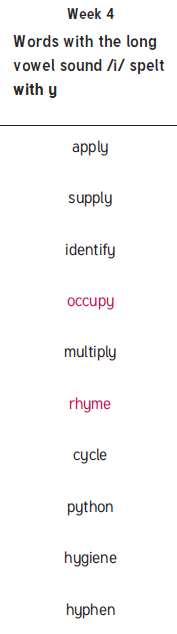 Week 4
Words with the long
vowel sound /i/ spelt
with y
apply
supply
identify
occupy
multiply
rhyme
cycle
python
hygiene
hyphen